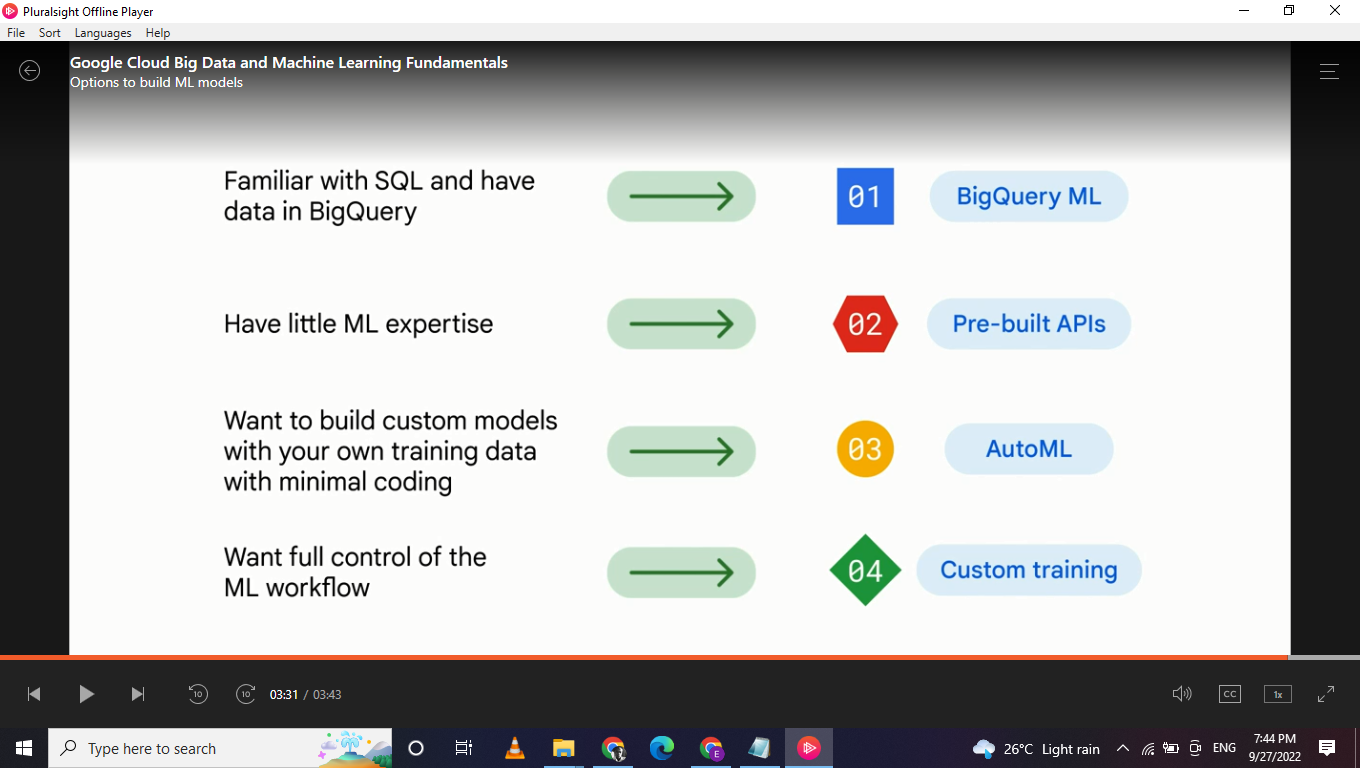 Pluralsight Offline Player
File Sort Languages Help
Google Cloud Big Data and Machine Learning Fundamentals
Options to build ML models
Familiar with SQL and have
data in BigQuery
01
BigQuery ML
Have little ML expertise
02
Pre-built APIs
Want to build custom models
with your own training data
with minimal coding
03
AutoML
Want full control of the
ML workflow
04
Custom training
10
10
03:31 / 03:43
CC
1x
Type here to search
E
26°C Light rain
ENG
7:44 PM
9/27/2022